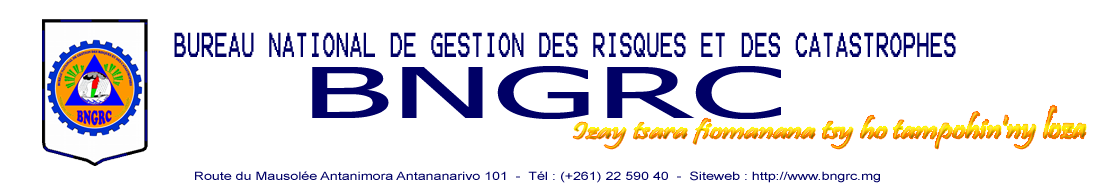 BUREAU NATIONAL DE GESTION DES RISQUES ET DES CATASTROPHES
BNGRC
BNGRC
Izay tsara fiomanana tsy ho tampohin'ny loza
Route du Mausolée Antanimora Antananarivo 101 - Tél : (+261) 22 590 40 - Siteweb : http://www.bngrc.mg